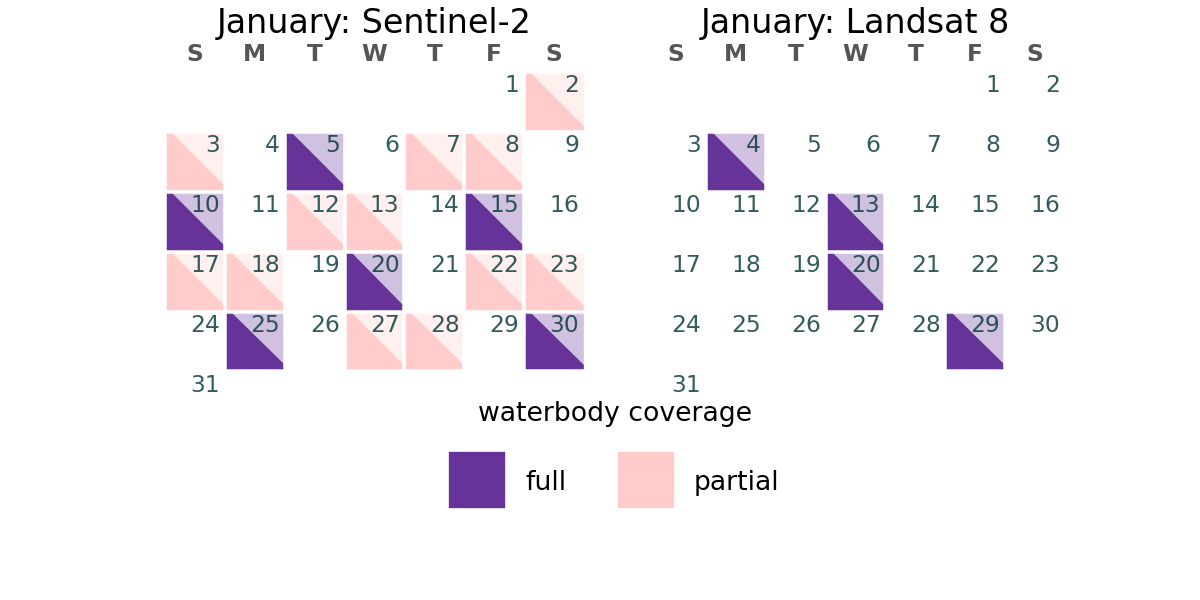 January: Sentinel-2
S M T W T F S
1 2
3 4 5 6 7 8 9
10 11 12 13 14 15 16
17 18 19 20 21 22 23
24 25 26 27 28 29 30
31
January: Landsat 8
S M T W T F S
1 2
3 4 5 6 7 8 9
10 11 12 13 14 15 16
17 18 19 20 21 22 23
24 25 26 27 28 29 30
31
waterbody coverage
full partial